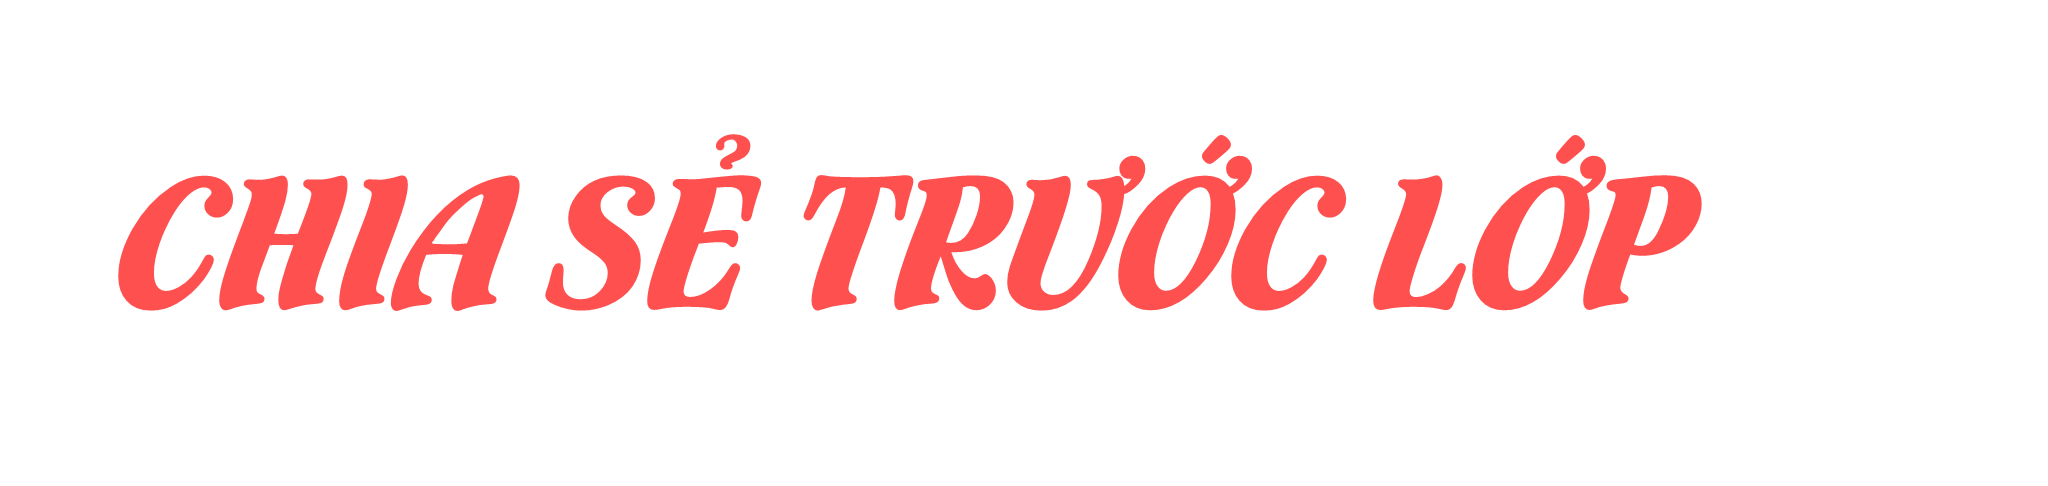 CHIA SẺ TRƯỚC LỚP